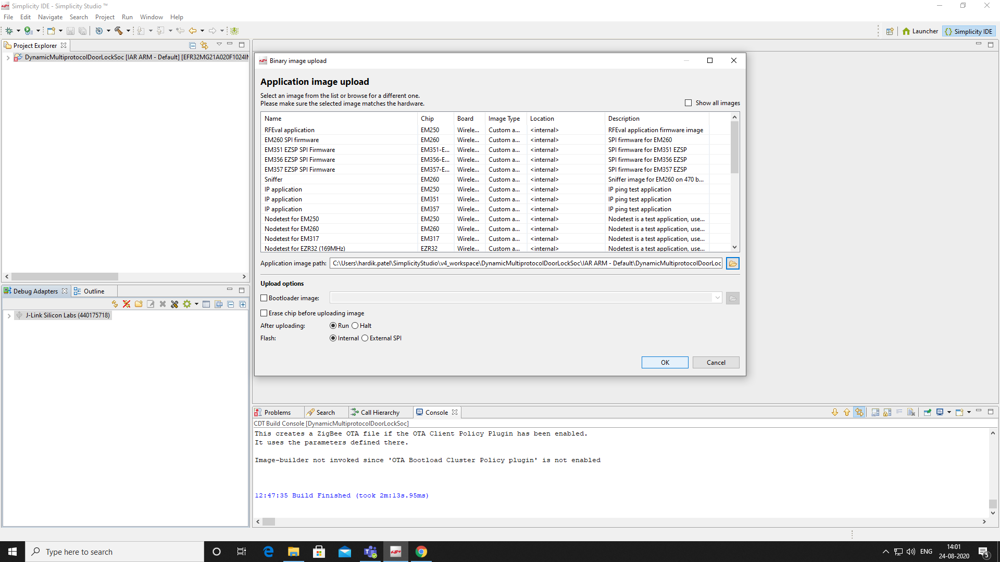 Simplicity IDE - Simplicity Studio ™
File Edit Navigate Search Project Run Window Help
Launcher
Simplicity IDE
Project Explorer
DynamicMultiprotocolDoorLockSoc [IAR ARM - Default] [EFR32MG21A020F1024IM
Binary image upload
Application image upload
Select an image from the list or browse for a different one.
Please make sure the selected image matches the hardware.
Show all images
Name Chip Board Image Type Location Description
RFEval application EM250 Wirele... Custom a... <internal> RFEval application firmware image
EM260 SPI firmware EM260 Wirele... Custom a... <internal> SPI firmware for EM260
EM351 EZSP SPI Firmware EM351-E... Wirele... Custom a... <internal> SPI firmware for EM351 EZSP
EM356 EZSP SPI Firmware EM356-E... Wirele... Custom a... <internal> SPI firmware for EM356 EZSP
EM357 EZSP SPI Firmware EM357-E... Wirele... Custom a... <internal> SPI firmware for EM357 EZSP
Sniffer EM260 Wirele... Custom a... <internal> Sniffer image for EM260 on 470 b...
IP application EM250 Wirele... Custom a... <internal> IP ping test application
IP application EM351 Wirele... Custom a... <internal> IP ping test application
IP application EM357 Wirele... Custom a... <internal> IP ping test application
Nodetest for EM250 EM250 Wirele... Custom a... <internal> Nodetest is a test application, use...
Nodetest for EM260 EM260 Wirele... Custom a... <internal> Nodetest is a test application, use...
Nodetest for EM317 EM317 Wirele... Custom a... <internal> Nodetest is a test application, use...
Nodetest for EZR32 (169MHz) EZR32 Wirele... Custom a... <internal> Nodetest is a test application, use...
Application image path: C:\Users\hardik.patel\SimplicityStudio\v4_workspace\DynamicMultiprotocolDoorLockSoc\IAR ARM - Default\DynamicMultiprotocolDoorLoc
Upload options
Bootloader image:
Erase chip before uploading image
After uploading: Run Halt
Flash: Internal External SPI
OK
Cancel
Debug Adapters
Outline
J-Link Silicon Labs (440175718)
Problems
Search
Call Hierarchy
Console
CDT Build Console [DynamicMultiprotocolDoorLockSoc]
This creates a ZigBee OTA file if the OTA Client Policy Plugin has been enabled.
It uses the parameters defined there.
Image-builder not invoked since 'OTA Bootload Cluster Policy plugin' is not enabled
12:47:35 Build Finished (took 2m:13s.95ms)
Type here to search
ENG
14:01
24-08-2020
5